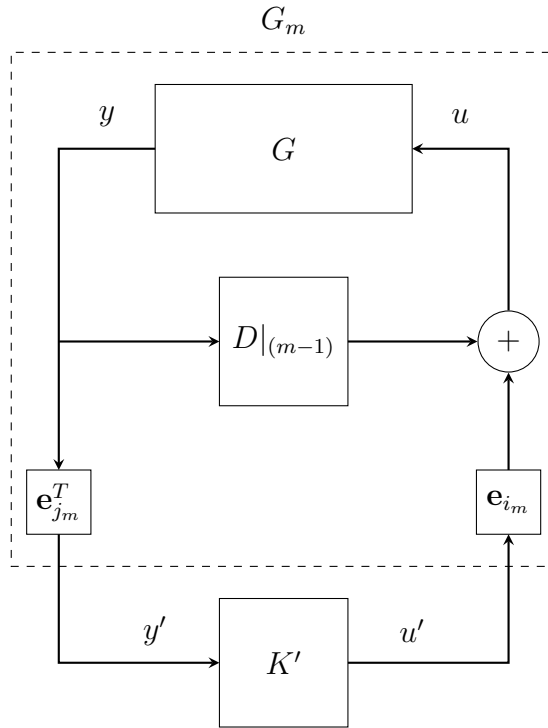 G_m
y
u
G
D|_{(m−1)}
+
e_{j_m}^T
e_{i_m}
y′
u′
K′